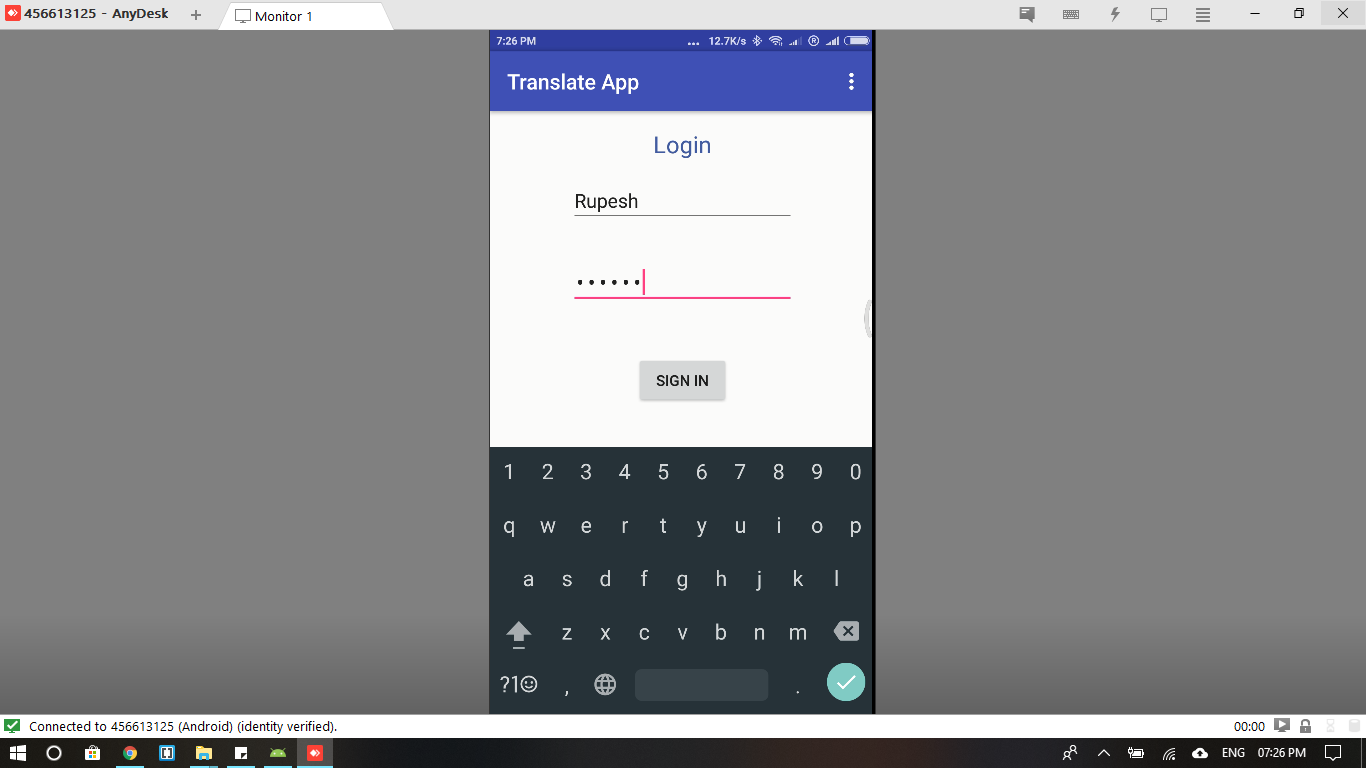 456613125 - AnyDesk
Monitor 1
7:26 PM
... 12.7K/s
Translate App
Login
Rupesh
••••••
SIGN IN
1 2 3 4 5 6 7 8 9 0
q w e r t y u i o p
a s d f g h j k l
z x c v b n m
?1☺ , .
Connected to 456613125 (Android) (identity verified).
00:00
ENG 07:26 PM